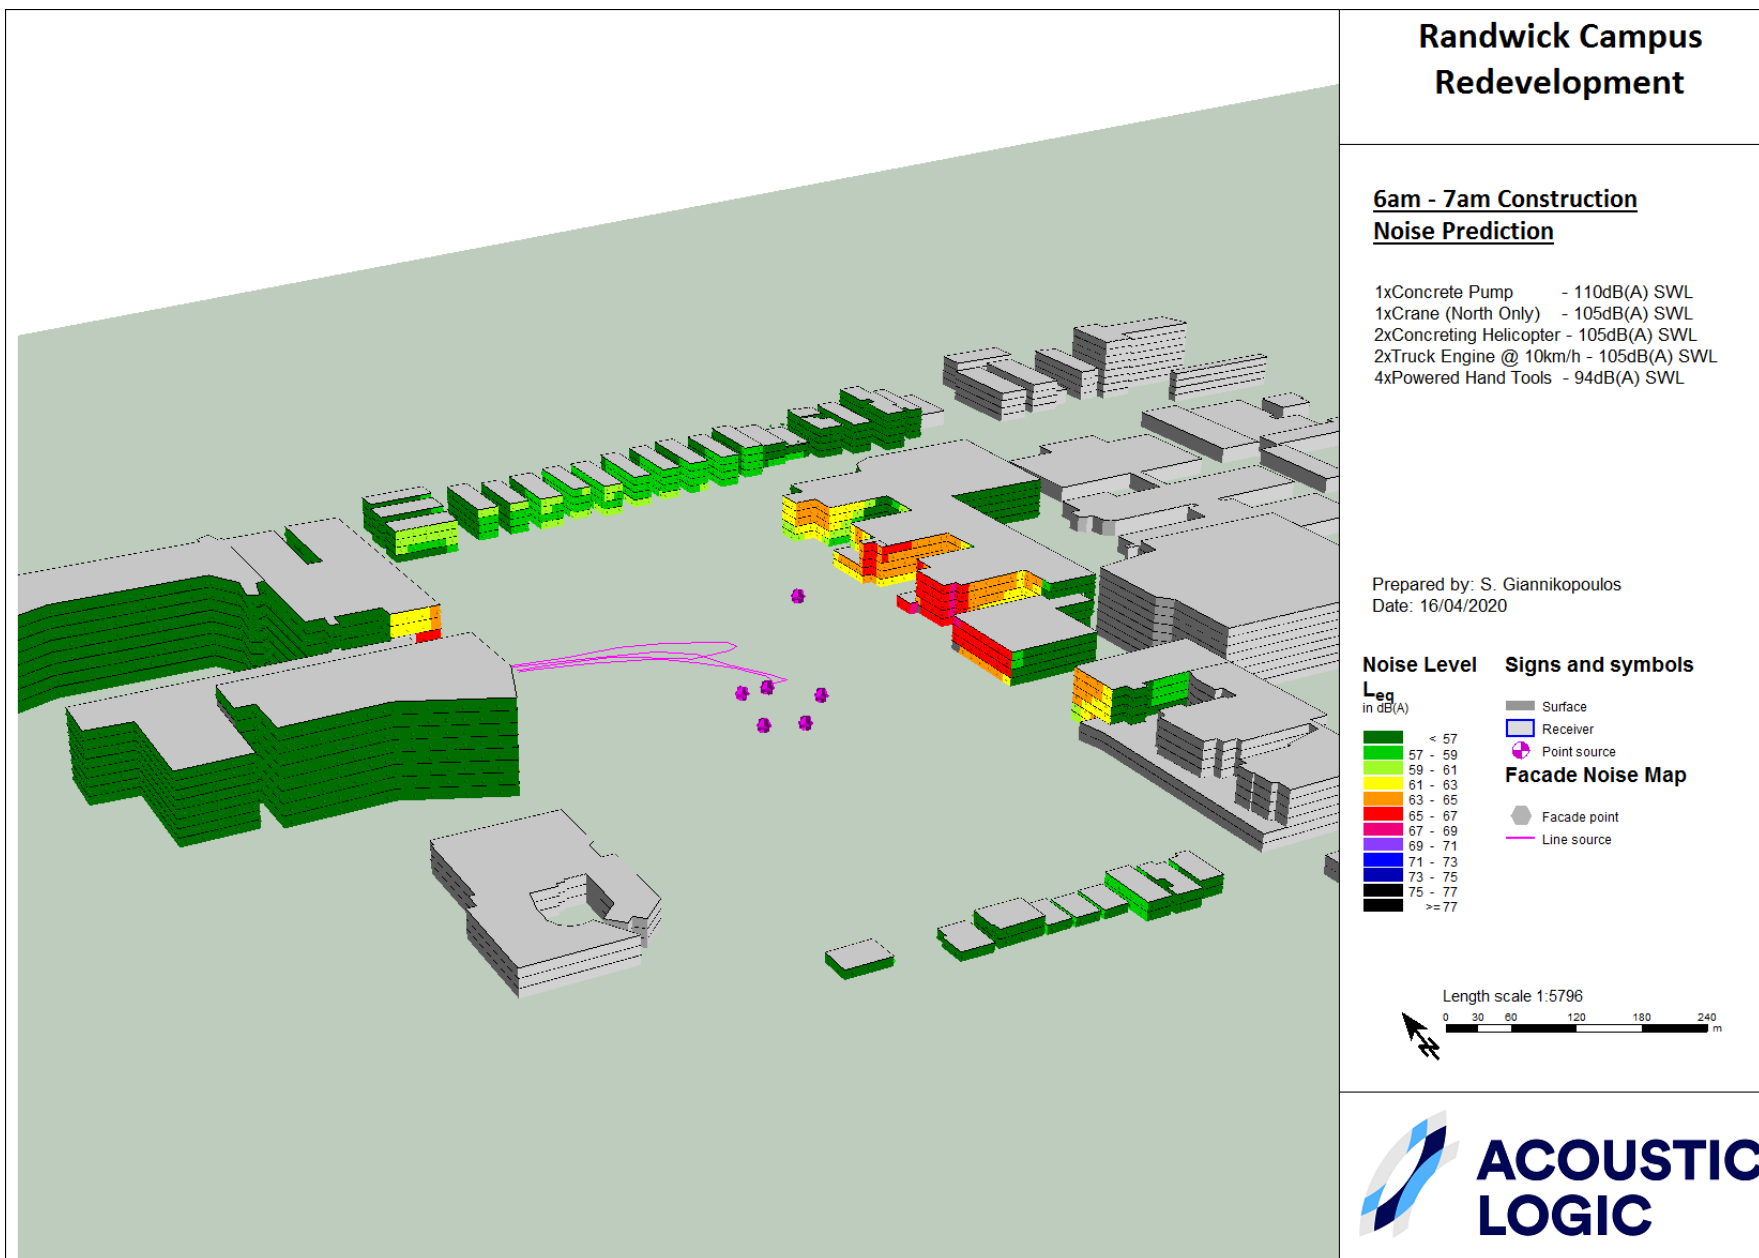 Randwick Campus
Redevelopment
6am - 7am Construction
Noise Prediction
1xConcrete Pump - 110dB(A) SWL
1xCrane (North Only) - 105dB(A) SWL
2xConcreting Helicopter - 105dB(A) SWL
2xTruck Engine @ 10km/h - 105dB(A) SWL
4xPowered Hand Tools - 94dB(A) SWL
Prepared by: S. Giannikopoulos
Date: 16/04/2020
Noise Level
Leq
in dB(A)
< 57
57 - 59
59 - 61
61 - 63
63 - 65
65 - 67
67 - 69
69 - 71
71 - 73
73 - 75
75 - 77
>= 77
Signs and symbols
Surface
Receiver
Point source
Facade Noise Map
Facade point
Line source
Length scale 1:5796
0 30 60 120 180 240
m
N
ACOUSTIC
LOGIC